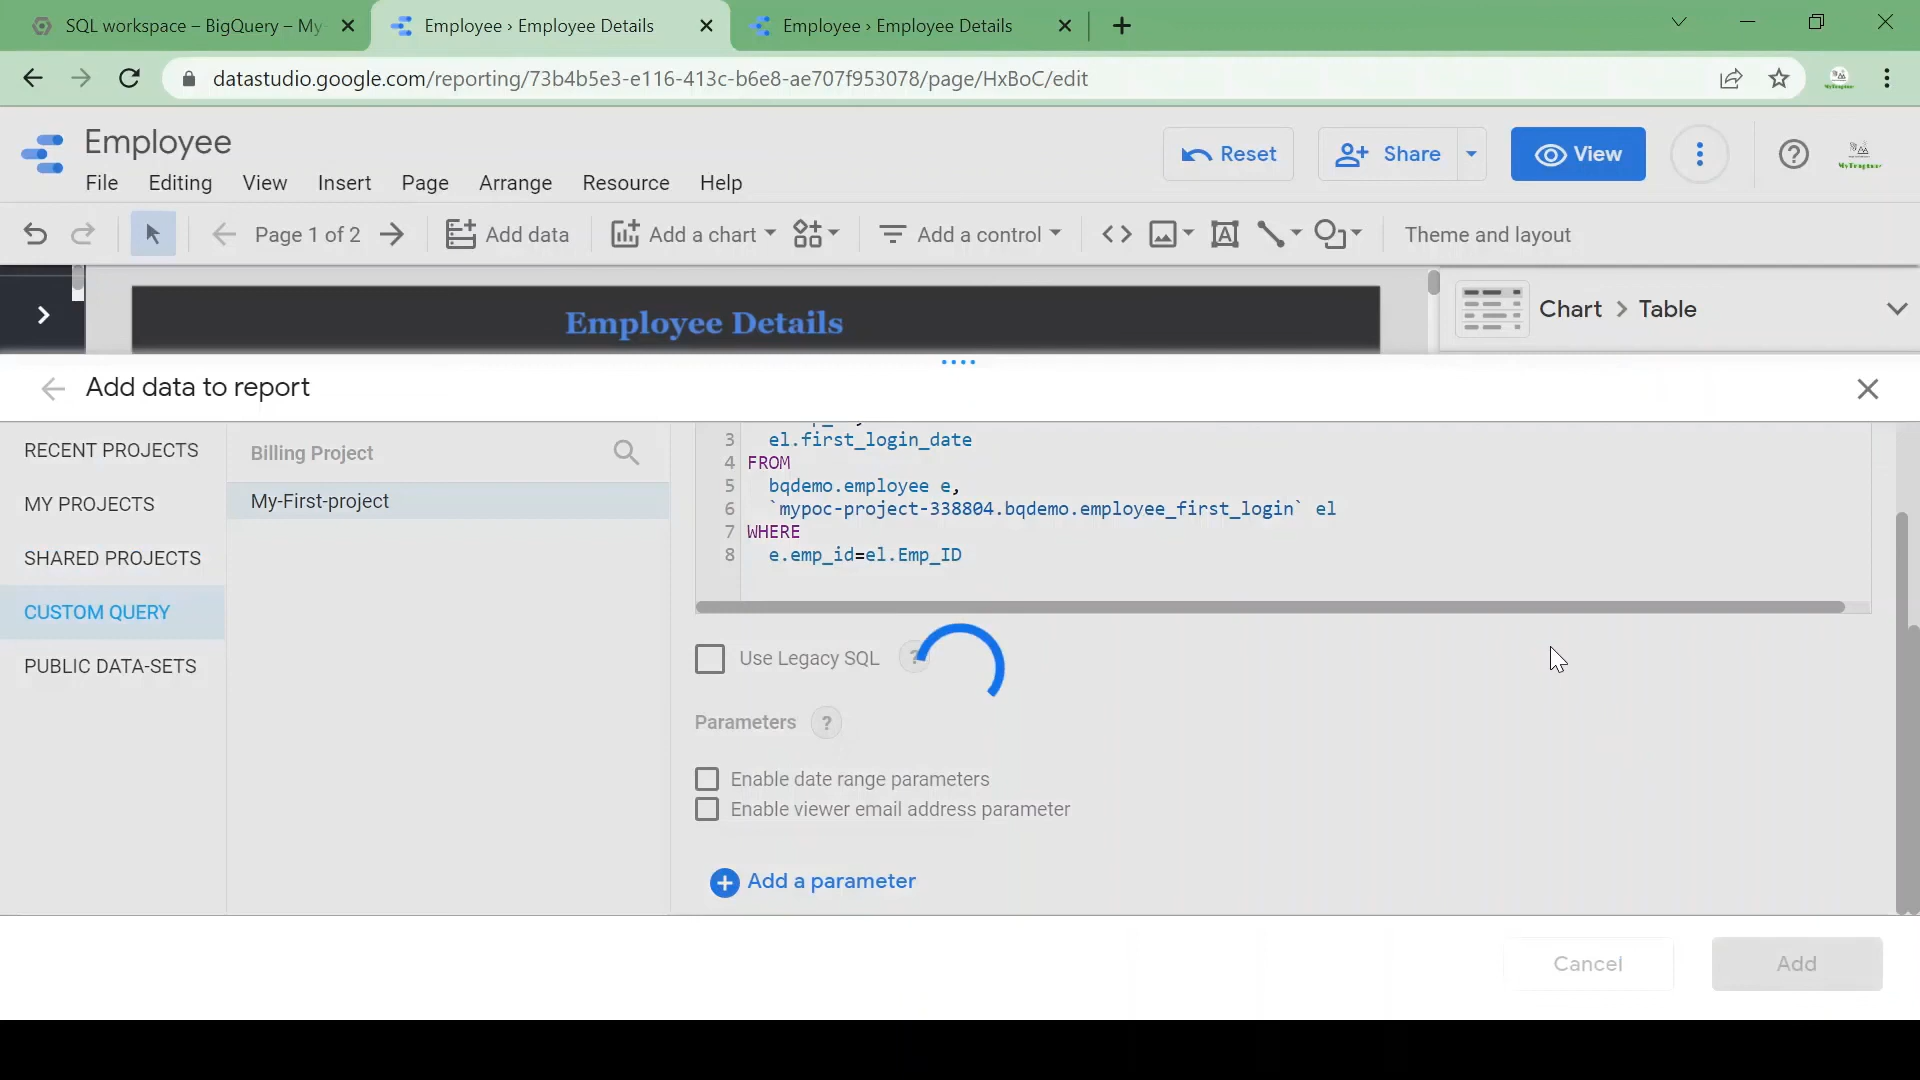 SQL workspace – BigQuery – My
Employee › Employee Details
Employee › Employee Details
datastudio.google.com/reporting/73b4b5e3-e116-413c-b6e8-ae707f953078/page/HxBoC/edit
Employee
Reset
Share
View
File
Editing
View
Insert
Page
Arrange
Resource
Help
Page 1 of 2
Add data
Add a chart
Add a control
Theme and layout
Employee Details
Chart > Table
Add data to report
RECENT PROJECTS
MY PROJECTS
SHARED PROJECTS
CUSTOM QUERY
PUBLIC DATA-SETS
Billing Project
My-First-project
3 el.first_login_date
4 FROM
5 bqdemo.employee e,
6 `mypoc-project-338804.bqdemo.employee_first_login` el
7 WHERE
8 e.emp_id=el.Emp_ID
Use Legacy SQL ?
Parameters ?
Enable date range parameters
Enable viewer email address parameter
Add a parameter
Cancel
Add